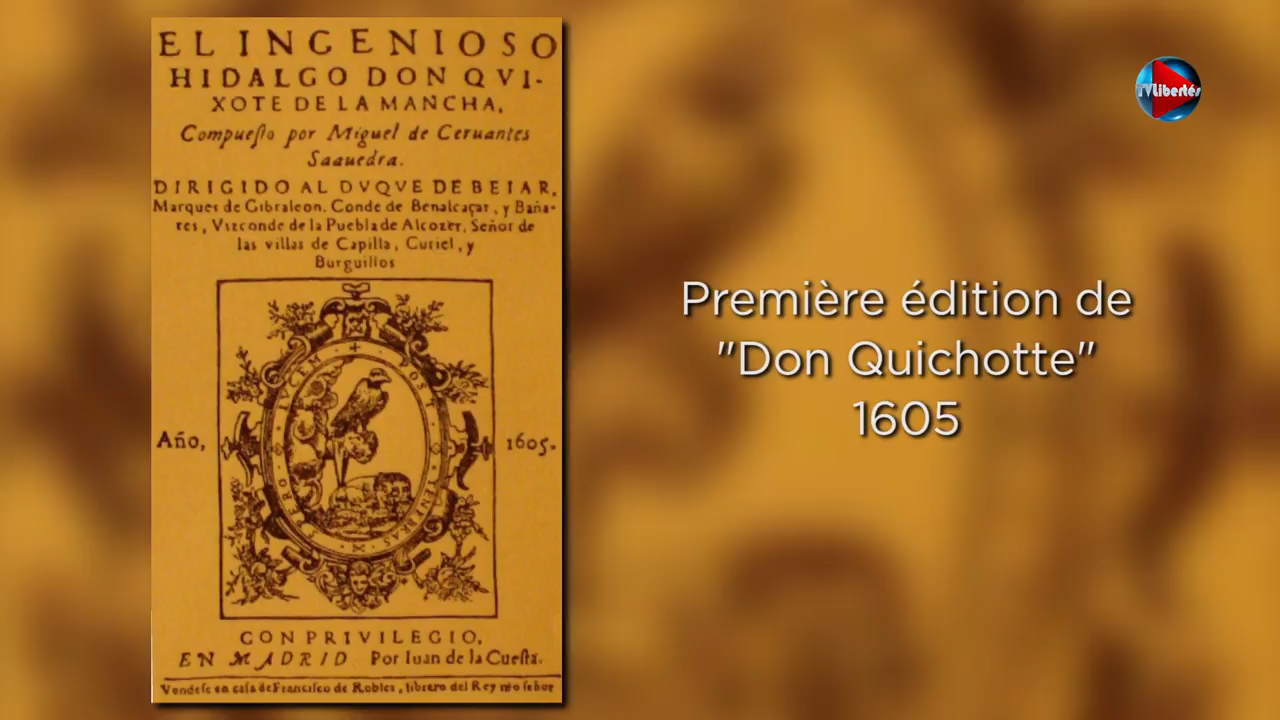 EL INGENIOSO
HIDALGO DON QVI-
XOTE DE LA MANCHA,
Compuesto por Miguel de Ceruantes
Saauedra.
DIRIGIDO AL DVQVE DE BEIAR,
Marques de Gibraleon, Conde de Benalcaçar, y Baña-
res, Vizconde de la Puebla de Alcozer, Señor de
las villas de Capilla, Curiel, y
Burguillos
Año, 1605.
CON PRIVILEGIO,
EN MADRID Por Iuan de la Cuesta.
Vendese en casa de Francisco de Robles, librero del Rey nro señor
Première édition de
"Don Quichotte"
1605
TVLibertés